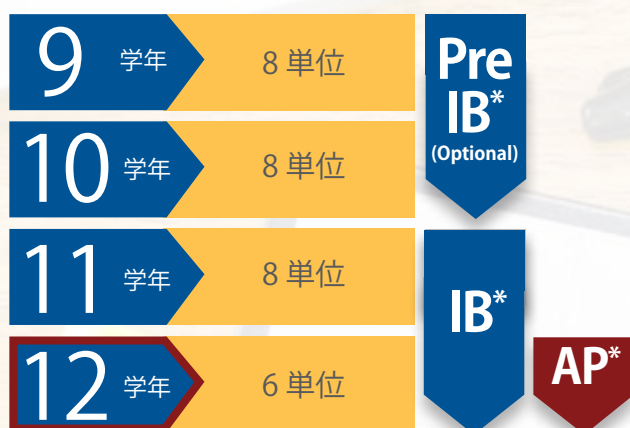 9 学年 8 単位
Pre
IB*
(Optional)
10 学年 8 単位
11 学年 8 単位
IB*
12 学年 6 単位
AP*